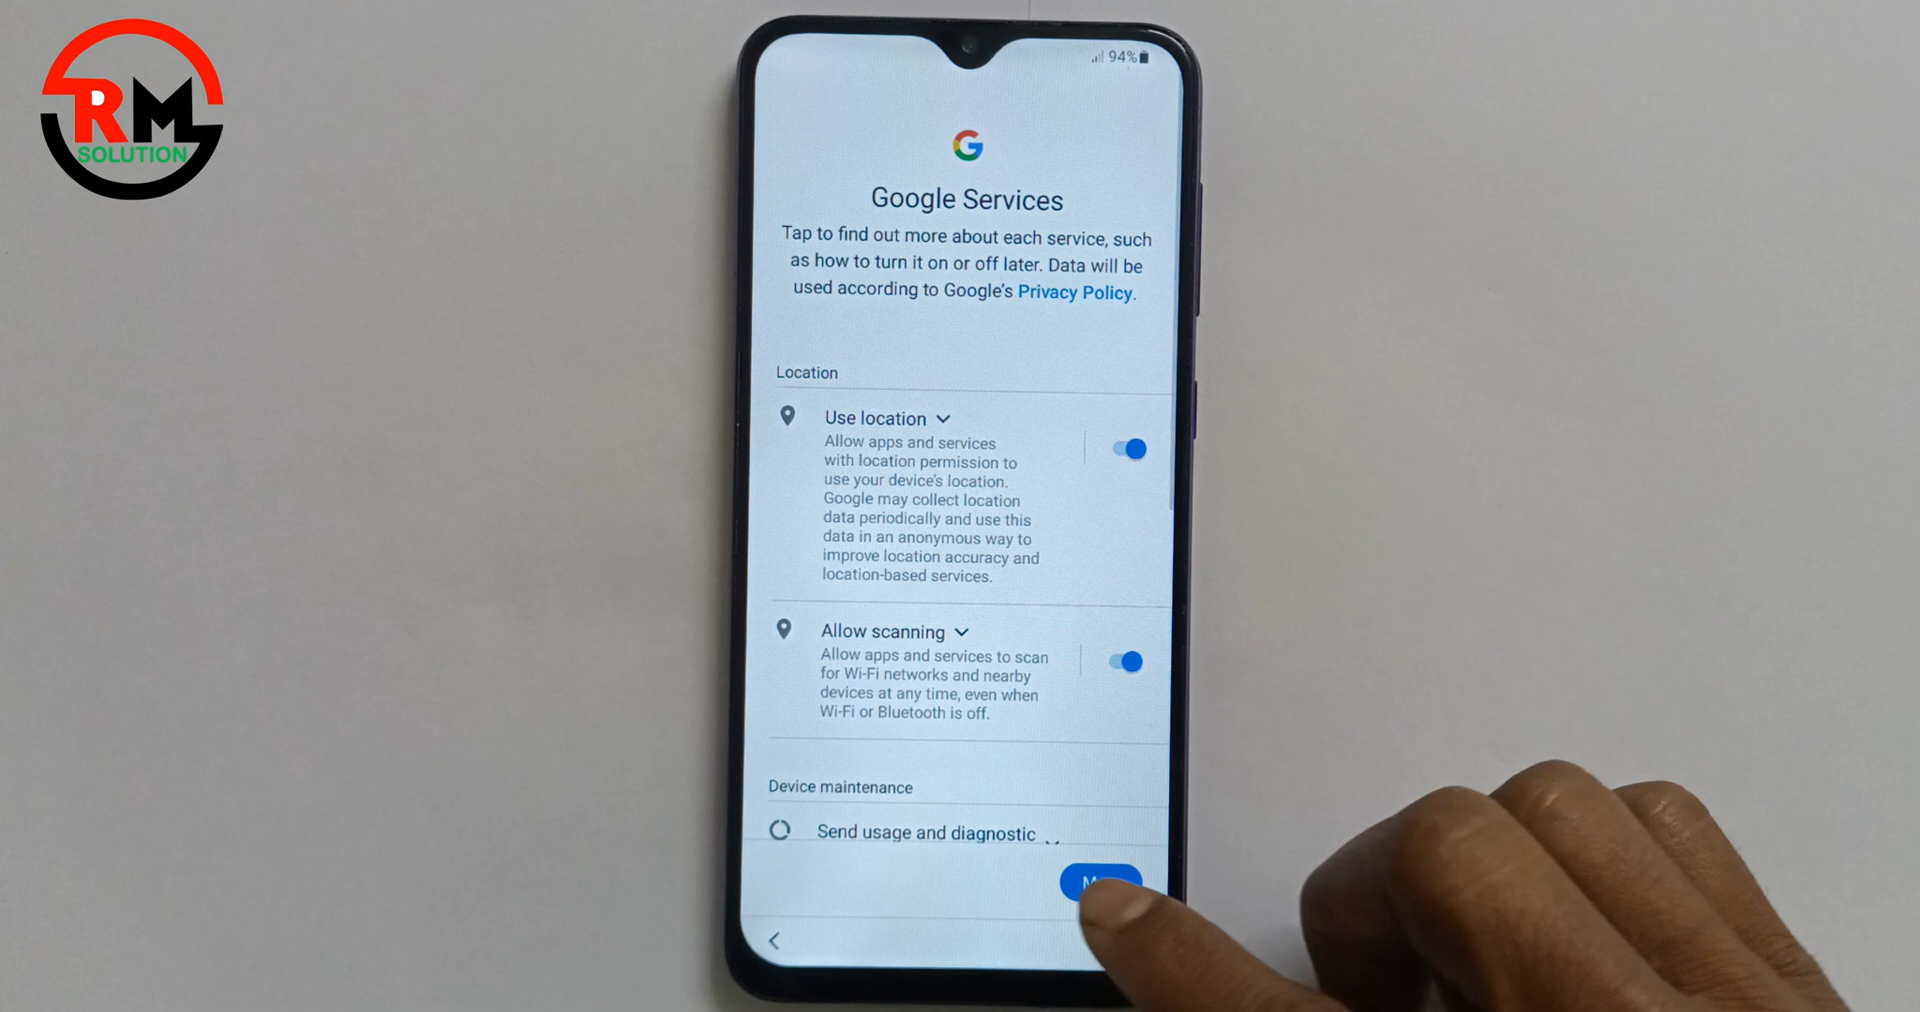 RM
SOLUTION
94%
G
Google Services
Tap to find out more about each service, such
as how to turn it on or off later. Data will be
used according to Google's Privacy Policy.
Location
Use location
Allow apps and services
with location permission to
use your device's location.
Google may collect location
data periodically and use this
data in an anonymous way to
improve location accuracy and
location-based services.
Allow scanning
Allow apps and services to scan
for Wi-Fi networks and nearby
devices at any time, even when
Wi-Fi or Bluetooth is off.
Device maintenance
Send usage and diagnostic